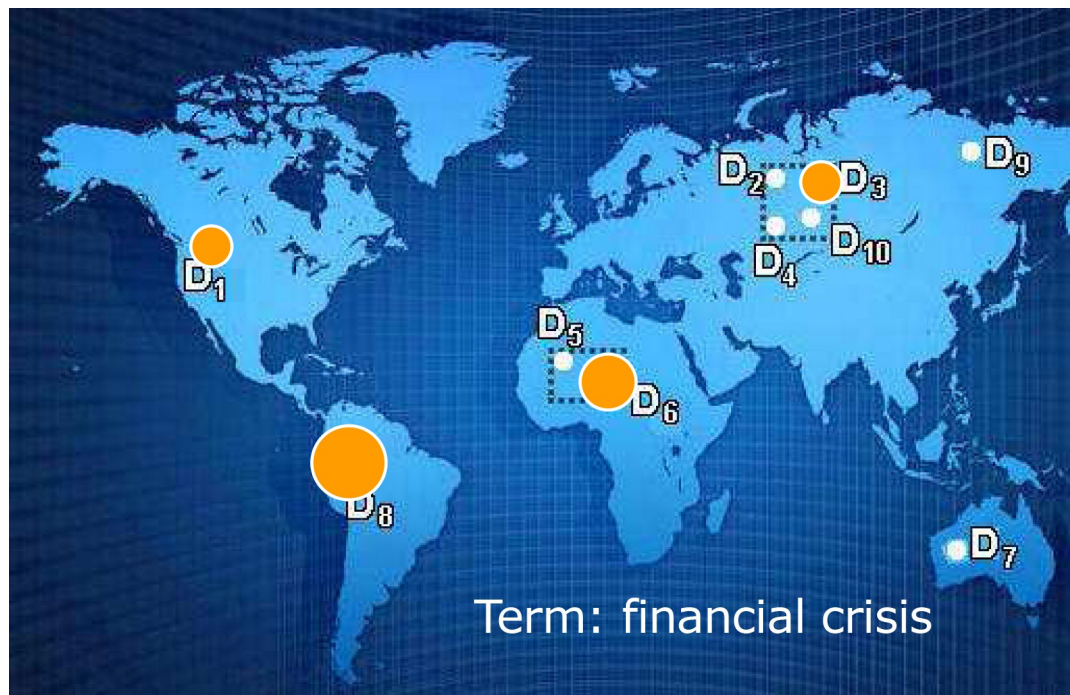 D2
D3
D9
D4
D10
D1
D5
D6
D8
D7
Term: financial crisis